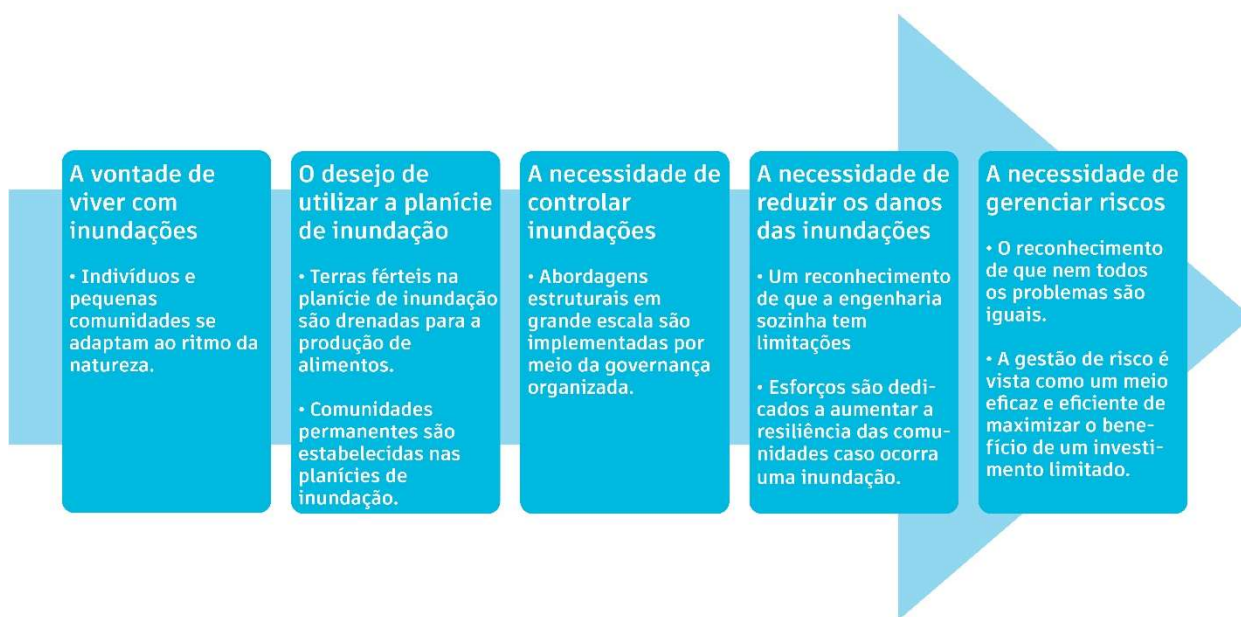 A vontade de
viver com
inundações
• Indivíduos e
pequenas
comunidades se
adaptam ao ritmo da
natureza.
O desejo de
utilizar a planície
de inundação
• Terras férteis na
planície de inundação
são drenadas para a
produção de
alimentos.
• Comunidades
permanentes são
estabelecidas nas
planícies de
inundação.
A necessidade de
controlar
inundações
• Abordagens
estruturais em
grande escala são
implementadas por
meio da governança
organizada.
A necessidade de
reduzir os danos
das inundações
• Um reconhecimento
de que a engenharia
sozinha tem
limitações
• Esforços são dedi-
cados a aumentar a
resiliência das comu-
nidades caso ocorra
uma inundação.
A necessidade de
gerenciar riscos
• O reconhecimento
de que nem todos
os problemas são
iguais.
• A gestão de risco é
vista como um meio
eficaz e eficiente de
maximizar o bene-
fício de um investi-
mento limitado.